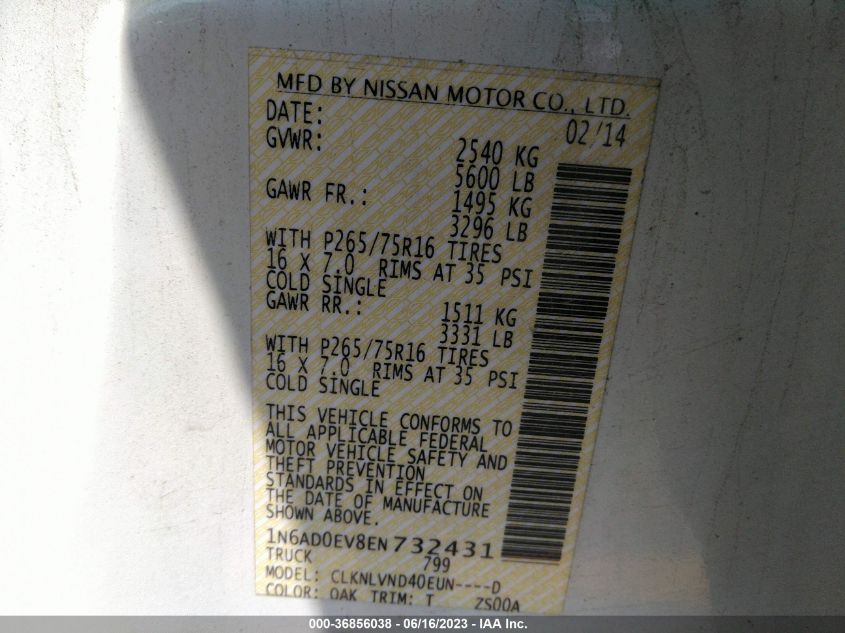 MFD BY NISSAN MOTOR CO., LTD.
DATE: 02/14
GVWR: 2540 KG
5600 LB
GAWR FR.: 1495 KG
3296 LB
WITH P265/75R16 TIRES
16 X 7.0 RIMS AT 35 PSI
COLD SINGLE
GAWR RR.: 1511 KG
3331 LB
WITH P265/75R16 TIRES
16 X 7.0 RIMS AT 35 PSI
COLD SINGLE
THIS VEHICLE CONFORMS TO
ALL APPLICABLE FEDERAL
MOTOR VEHICLE SAFETY AND
THEFT PREVENTION
STANDARDS IN EFFECT ON
THE DATE OF MANUFACTURE
SHOWN ABOVE.
1N6AD0EV8EN732431
TRUCK 799
MODEL: CLKNLVND40EUN----D
COLOR: QAK TRIM: T ZS00A
000-36856038 - 06/16/2023 - IAA Inc.